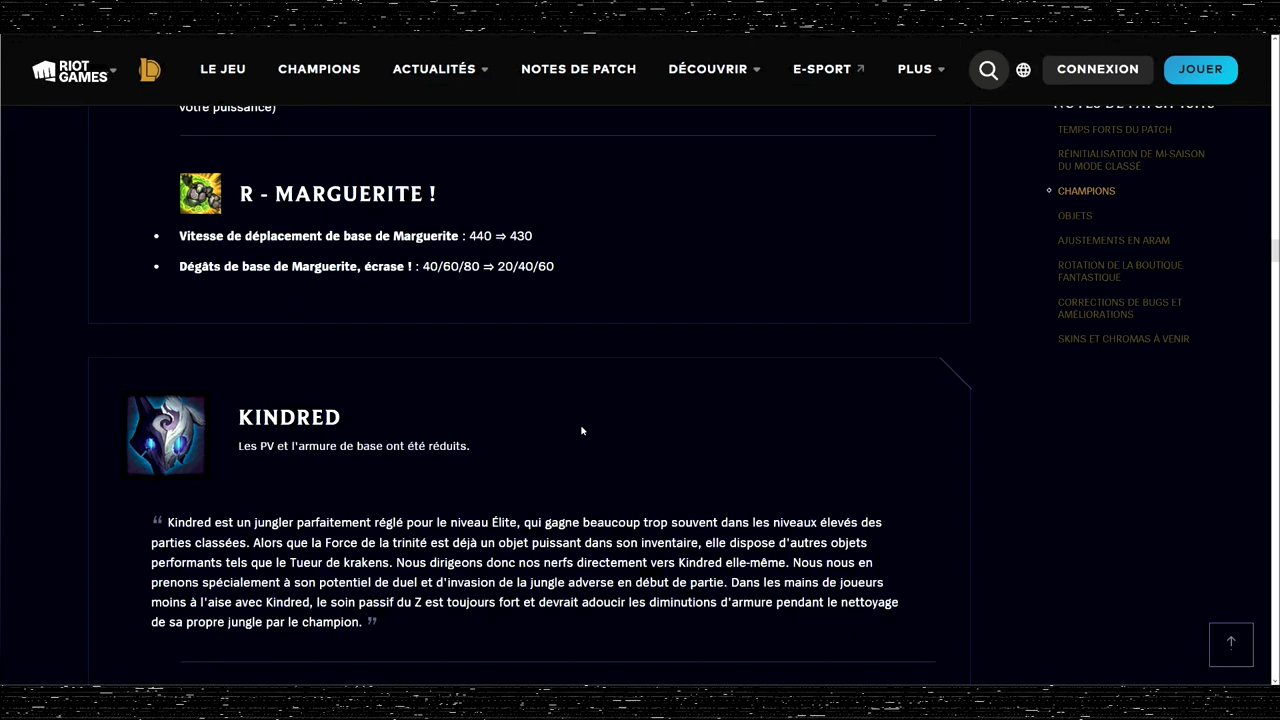 RIOT GAMES
LE JEU
CHAMPIONS
ACTUALITÉS
NOTES DE PATCH
DÉCOUVRIR
E-SPORT
PLUS
CONNEXION
JOUER
votre puissance)
R - MARGUERITE !
• Vitesse de déplacement de base de Marguerite : 440 ⇒ 430
• Dégâts de base de Marguerite, écrase ! : 40/60/80 ⇒ 20/40/60
KINDRED
Les PV et l'armure de base ont été réduits.
“ Kindred est un jungler parfaitement réglé pour le niveau Élite, qui gagne beaucoup trop souvent dans les niveaux élevés des
parties classées. Alors que la Force de la trinité est déjà un objet puissant dans son inventaire, elle dispose d'autres objets
performants tels que le Tueur de krakens. Nous dirigeons donc nos nerfs directement vers Kindred elle-même. Nous nous en
prenons spécialement à son potentiel de duel et d'invasion de la jungle adverse en début de partie. Dans les mains de joueurs
moins à l'aise avec Kindred, le soin passif du Z est toujours fort et devrait adoucir les diminutions d'armure pendant le nettoyage
de sa propre jungle par le champion. ”
NOTES DE PATCH
TEMPS FORTS DU PATCH
RÉINITIALISATION DE MI-SAISON
DU MODE CLASSÉ
CHAMPIONS
OBJETS
AJUSTEMENTS EN ARAM
ROTATION DE LA BOUTIQUE
FANTASTIQUE
CORRECTIONS DE BUGS ET
AMÉLIORATIONS
SKINS ET CHROMAS À VENIR